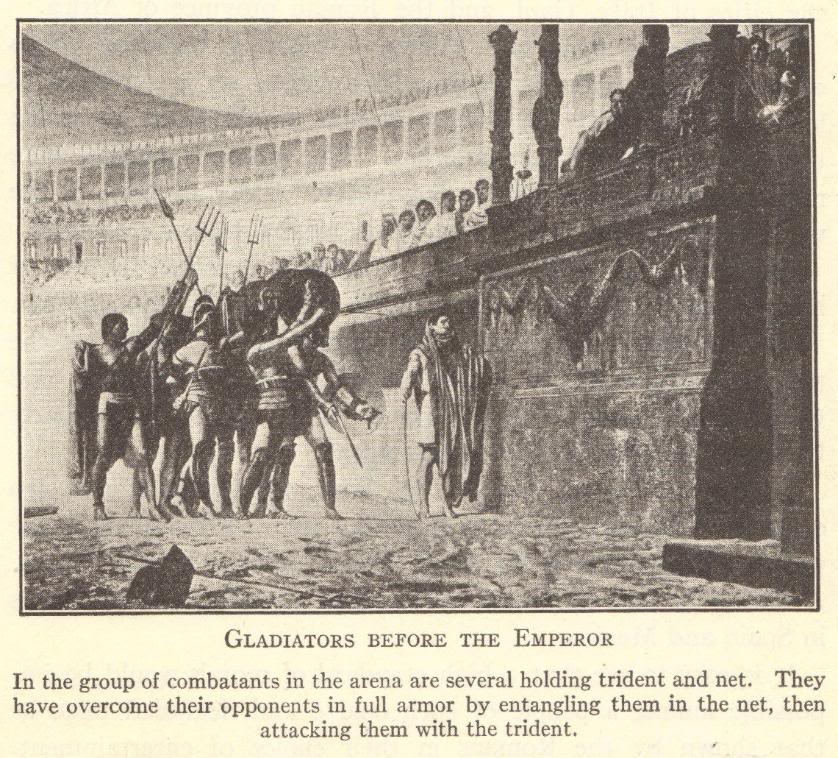 GLADIATORS BEFORE THE EMPEROR
In the group of combatants in the arena are several holding trident and net. They
have overcome their opponents in full armor by entangling them in the net, then
attacking them with the trident.